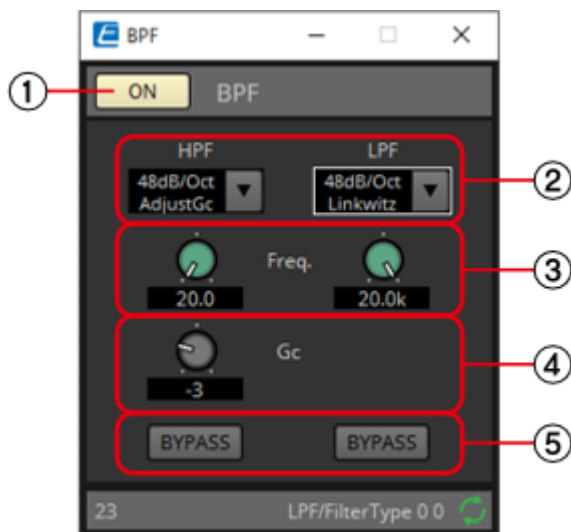 BPF
① ON BPF
HPF LPF
48dB/Oct 48dB/Oct ②
AdjustGc Linkwitz
Freq. ③
20.0 20.0k
Gc ④
-3
BYPASS BYPASS ⑤
23 LPF/FilterType 0 0